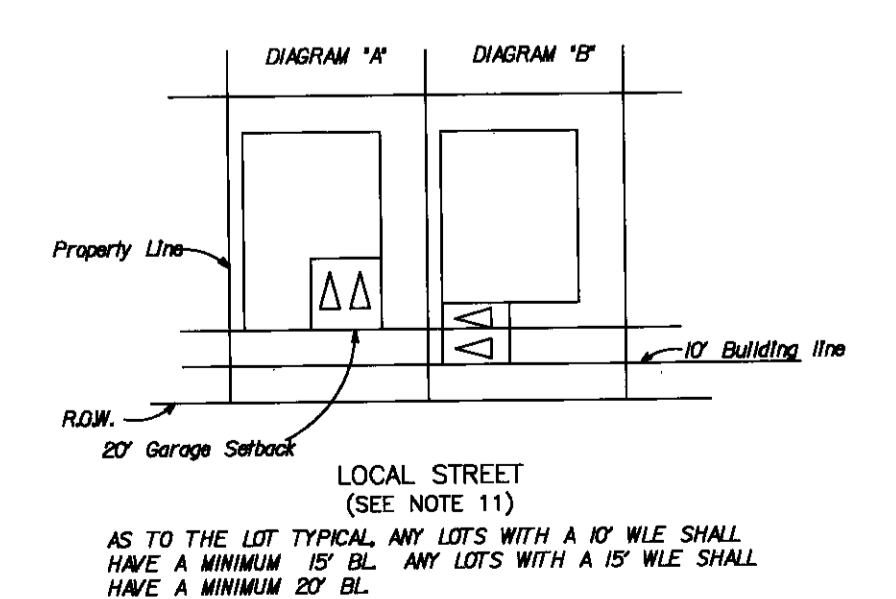 DIAGRAM "A"
DIAGRAM "B"
Property Line
10' Building line
R.O.W.
20' Garage Setback
LOCAL STREET
(SEE NOTE 11)
AS TO THE LOT TYPICAL, ANY LOTS WITH A 10' WLE SHALL
HAVE A MINIMUM 15' BL. ANY LOTS WITH A 15' WLE SHALL
HAVE A MINIMUM 20' BL.